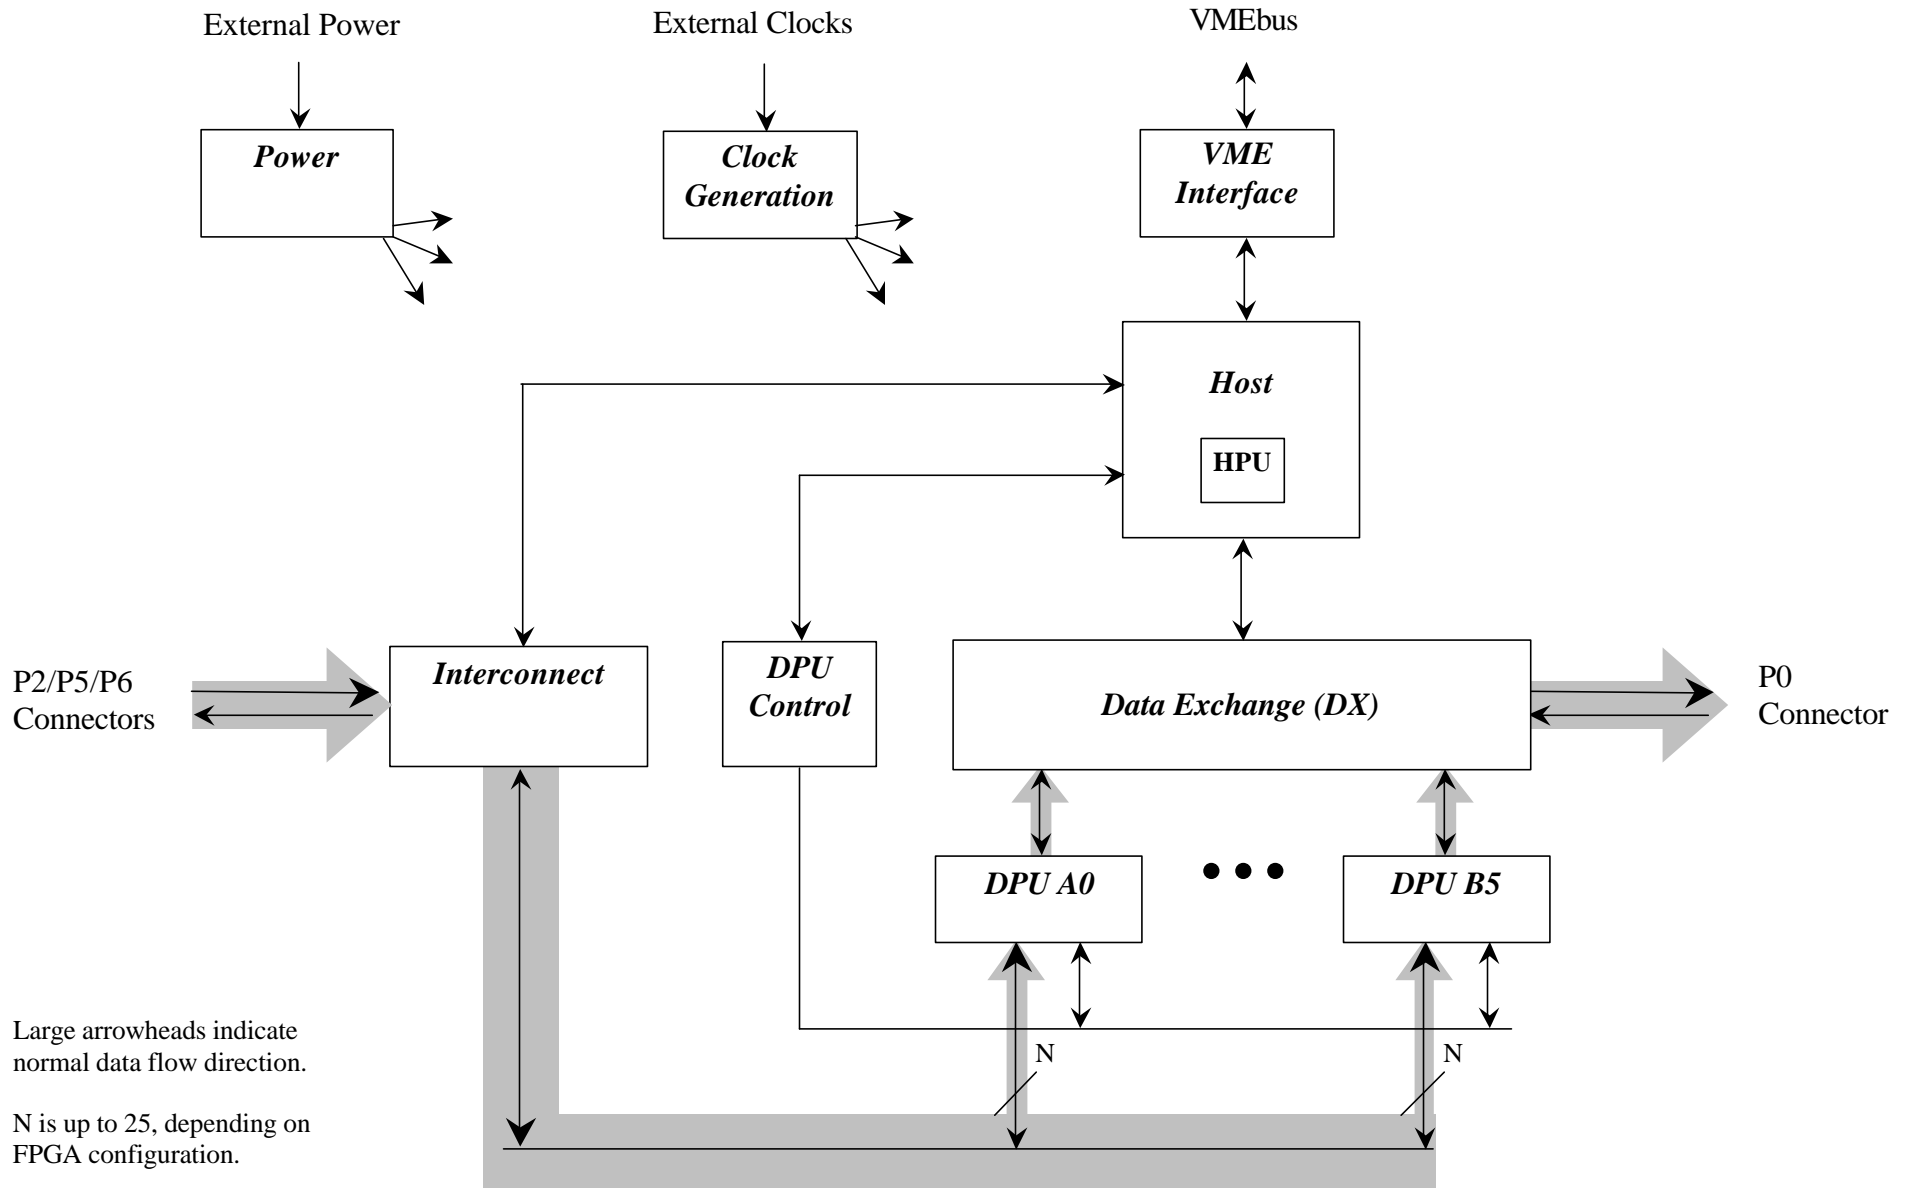 External Power
External Clocks
VMEbus
Power
Clock
Generation
VME
Interface
Host
HPU
P2/P5/P6
Connectors
Interconnect
DPU
Control
Data Exchange (DX)
P0
Connector
DPU A0
DPU B5
N
N
Large arrowheads indicate
normal data flow direction.
N is up to 25, depending on
FPGA configuration.